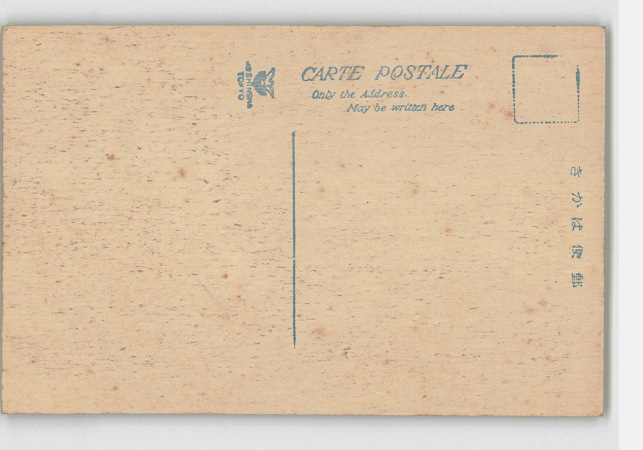 CARTE POSTALE
Only the Address
May be written here
TOKYO
きかは便郵